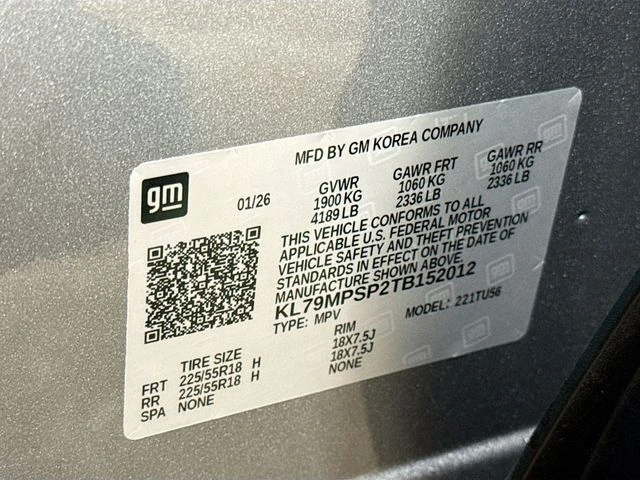 MFD BY GM KOREA COMPANY
gm
01/26
GVWR GAWR FRT GAWR RR
1900 KG 1060 KG 1060 KG
4189 LB 2336 LB 2336 LB
THIS VEHICLE CONFORMS TO ALL
APPLICABLE U.S. FEDERAL MOTOR
VEHICLE SAFETY AND THEFT PREVENTION
STANDARDS IN EFFECT ON THE DATE OF
MANUFACTURE SHOWN ABOVE.
KL79MPSP2TB152012
TYPE: MPV MODEL: 221TU56
TIRE SIZE RIM
FRT 225/55R18 H 18X7.5J
RR 225/55R18 H 18X7.5J
SPA NONE NONE